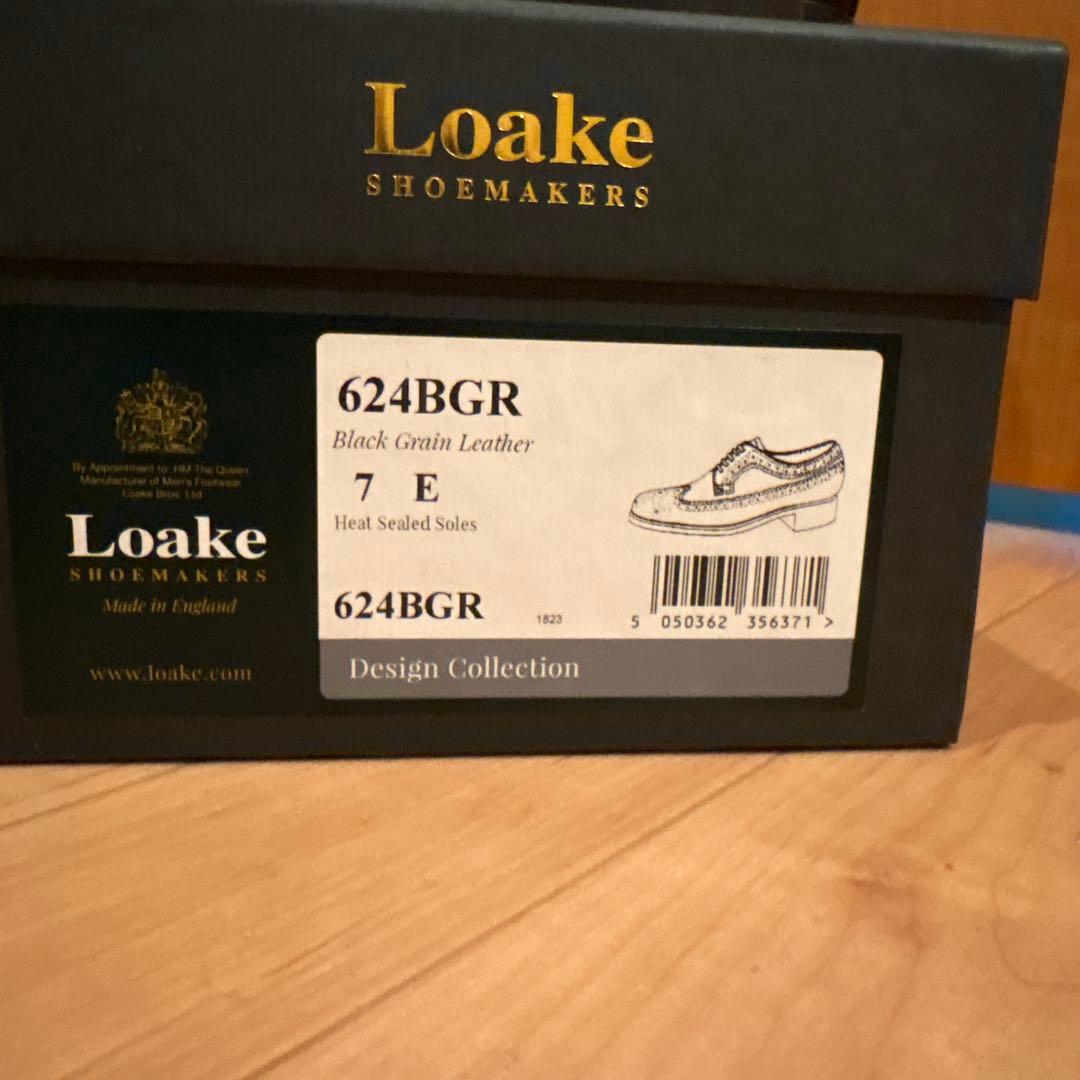 Loake
SHOEMAKERS
By Appointment to HM The Queen
Manufacturer of Men's Footwear
Loake Bros Ltd
Loake
SHOEMAKERS
Made in England
www.loake.com
624BGR
Black Grain Leather
7 E
Heat Sealed Soles
624BGR
1823
5 050362 356371 >
Design Collection